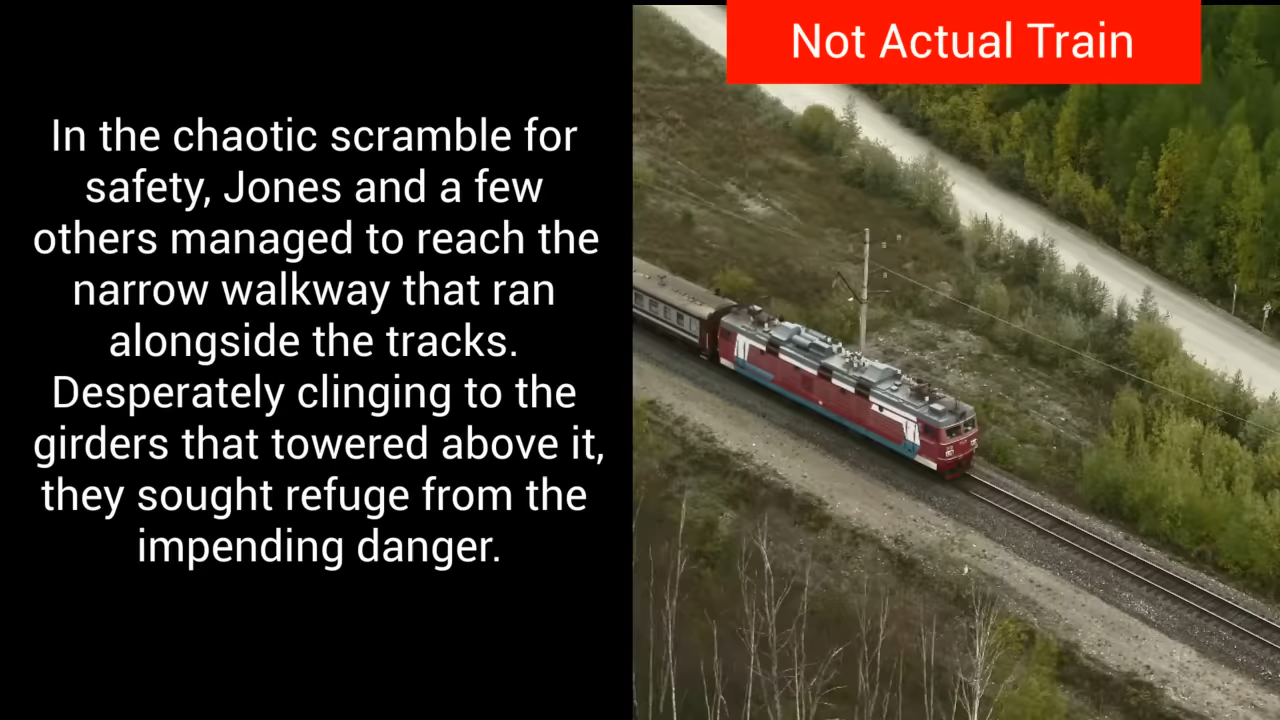 In the chaotic scramble for
safety, Jones and a few
others managed to reach the
narrow walkway that ran
alongside the tracks.
Desperately clinging to the
girders that towered above it,
they sought refuge from the
impending danger.
Not Actual Train